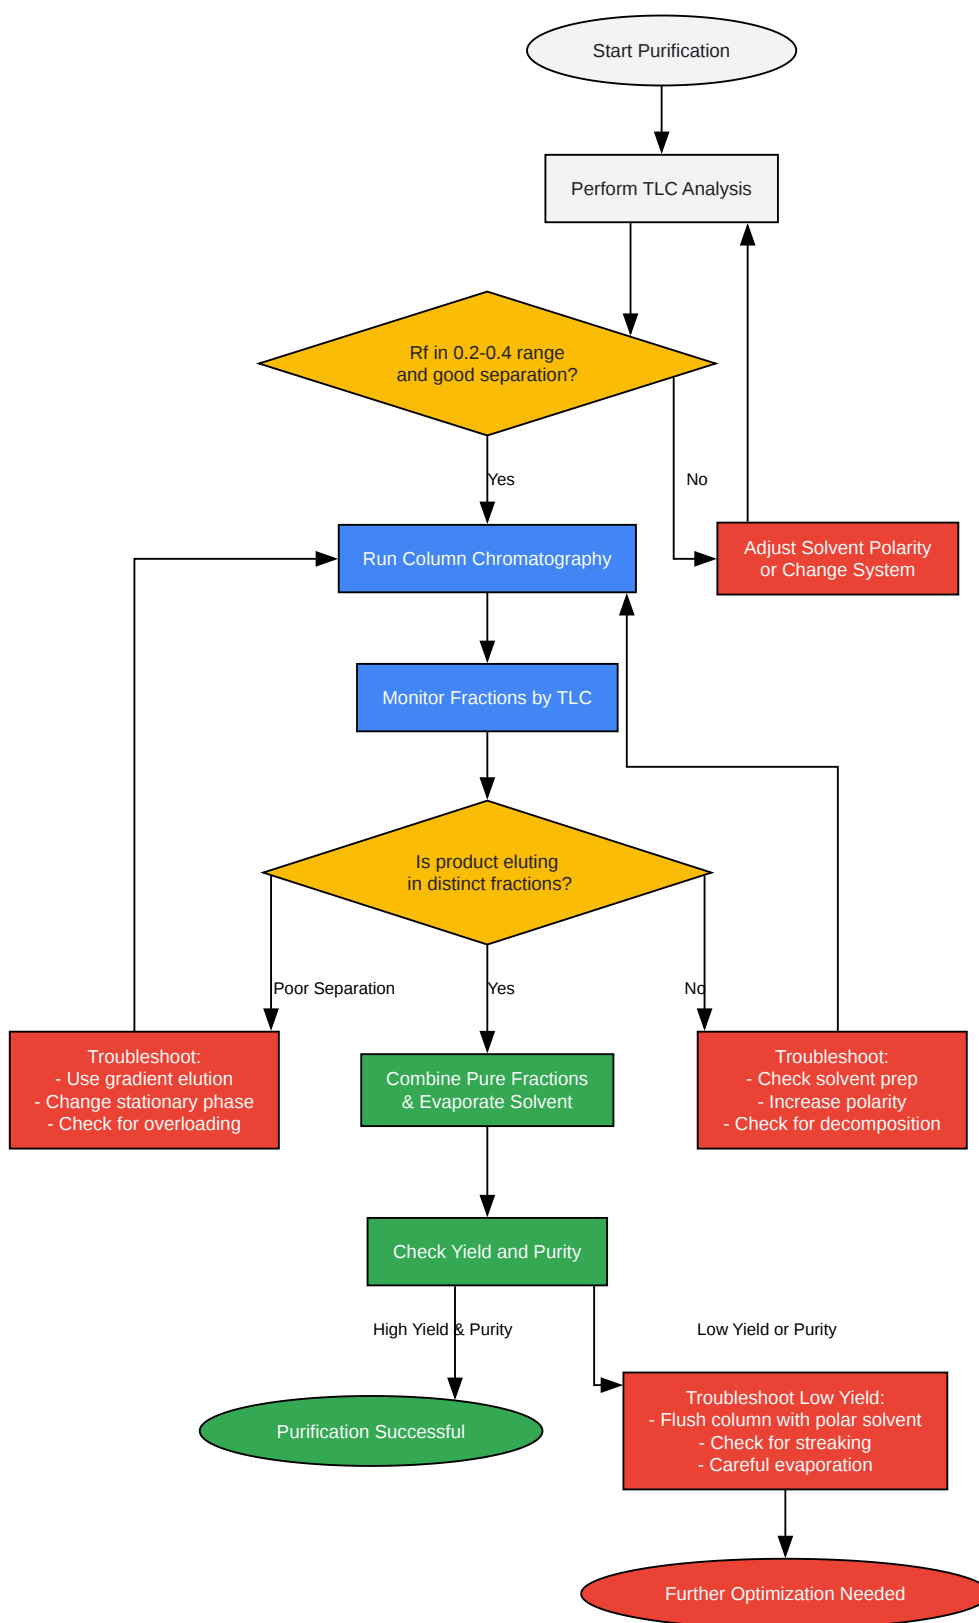 Start Purification
Perform TLC Analysis
Rf in 0.2-0.4 range
and good separation?
Yes
No
Run Column Chromatography
Adjust Solvent Polarity
or Change System
Monitor Fractions by TLC
Is product eluting
in distinct fractions?
Poor Separation
Yes
No
Troubleshoot:
- Use gradient elution
- Change stationary phase
- Check for overloading
Combine Pure Fractions
& Evaporate Solvent
Troubleshoot:
- Check solvent prep
- Increase polarity
- Check for decomposition
Check Yield and Purity
High Yield & Purity
Low Yield or Purity
Purification Successful
Troubleshoot Low Yield:
- Flush column with polar solvent
- Check for streaking
- Careful evaporation
Further Optimization Needed